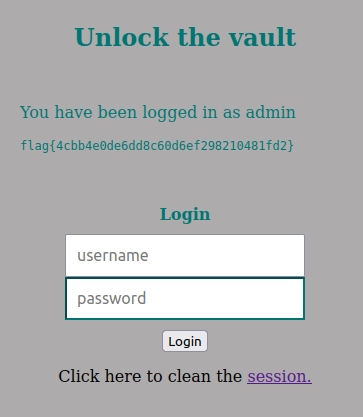 Unlock the vault
You have been logged in as admin
flag{4cbb4e0de6dd8c60d6ef298210481fd2}
Login
username
password
Login
Click here to clean the session.